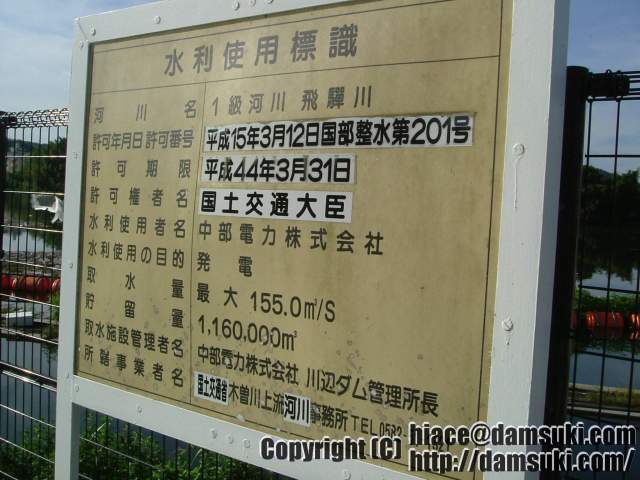 水利使用標識
河川名 1級河川 飛驒川
許可年月日許可番号 平成15年3月12日国部整水第201号
許可期限 平成44年3月31日
許可権者名 国土交通大臣
水利使用者名 中部電力株式会社
水利使用の目的 発電
取水量 最大 155.0㎥/S
貯留量 1,160,000㎥
取水施設管理者名 中部電力株式会社 川辺ダム管理所長
所轄事業者名 国土交通省木曽川上流河川事務所TEL
Copyright (C) hiace@damsuki.com
http://damsuki.com/